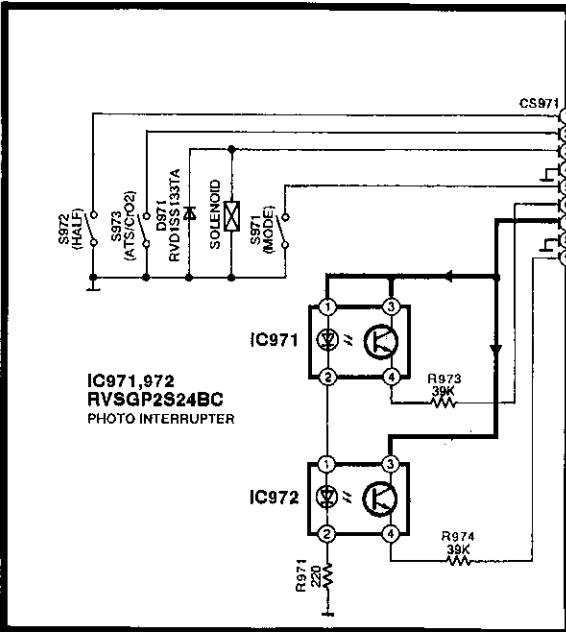 CS971
S972
(HALF)
S973
(ATS/CrO2)
D971
RVD1SS133TA
SOLENOID
S971
(MODE)
1
3
IC971
2
4
R973
39K
IC971,972
RVSGP2S24BC
PHOTO INTERRUPTER
1
3
IC972
2
4
R974
39K
R971
220